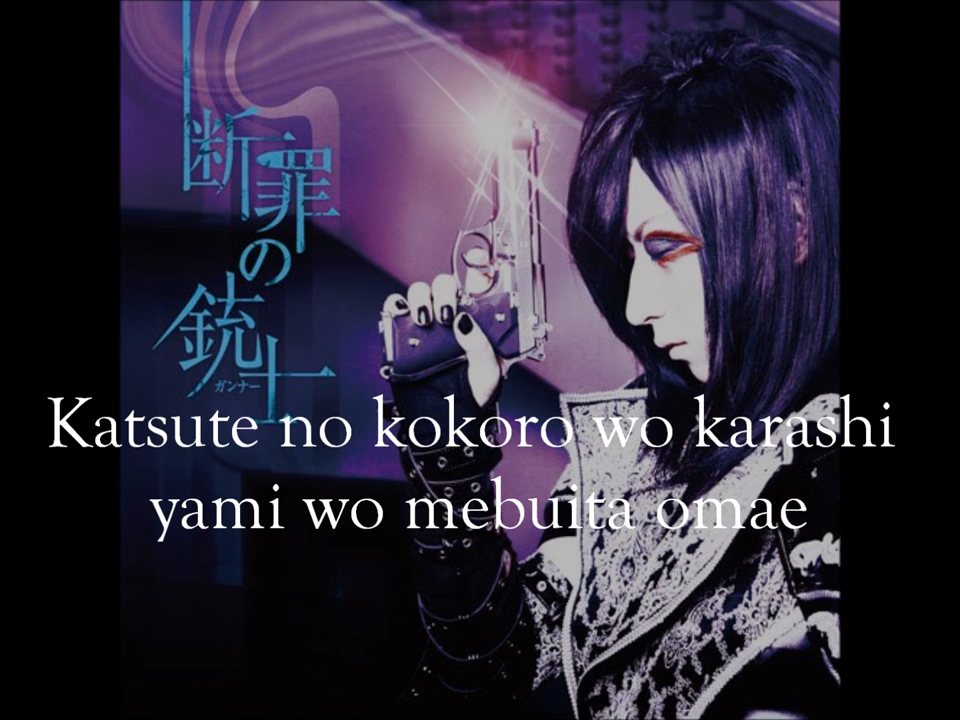 断罪の
銃士
ガンナー
Katsute no kokoro wo karashi
yami wo mebuita omae